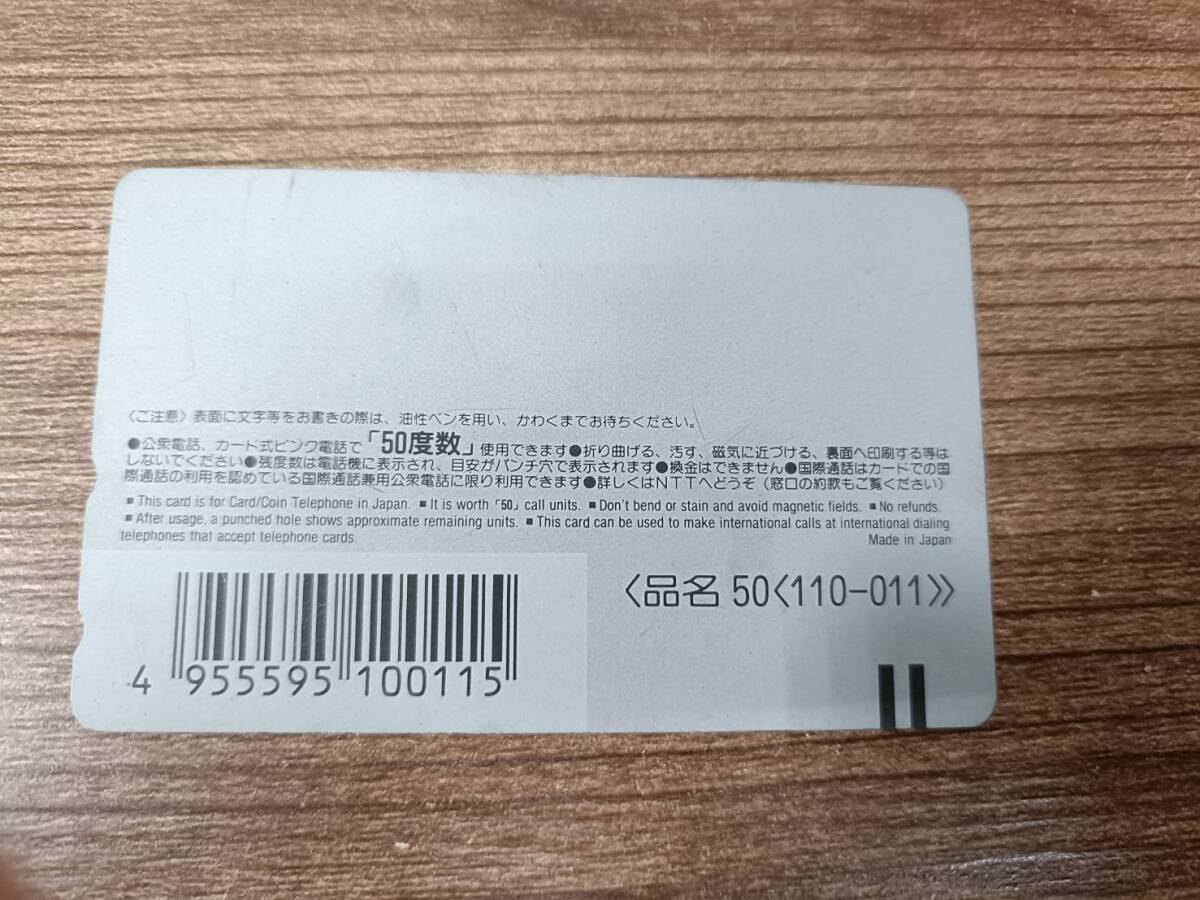 〈ご注意〉表面に文字等をお書きの際は、油性ペンを用い、かわくまでお待ちください。
●公衆電話、カード式ピンク電話で「50度数」使用できます●折り曲げる、汚す、磁気に近づける、裏面へ印刷する等は
しないでください●残度数は電話機に表示され、目安がパンチ穴で表示されます●換金はできません●国際通話はカードでの国
際通話の利用を認めている国際通話兼用公衆電話に限り利用できます●詳しくはNTTへどうぞ（窓口の約款もご覧ください）
■ This card is for Card/Coin Telephone in Japan. ■ It is worth「50」call units. ■ Don't bend or stain and avoid magnetic fields. ■ No refunds.
■ After usage, a punched hole shows approximate remaining units. ■ This card can be used to make international calls at international dialing
telephones that accept telephone cards. Made in Japan
〈品名 50〈110-011〉〉
4 955595 100115